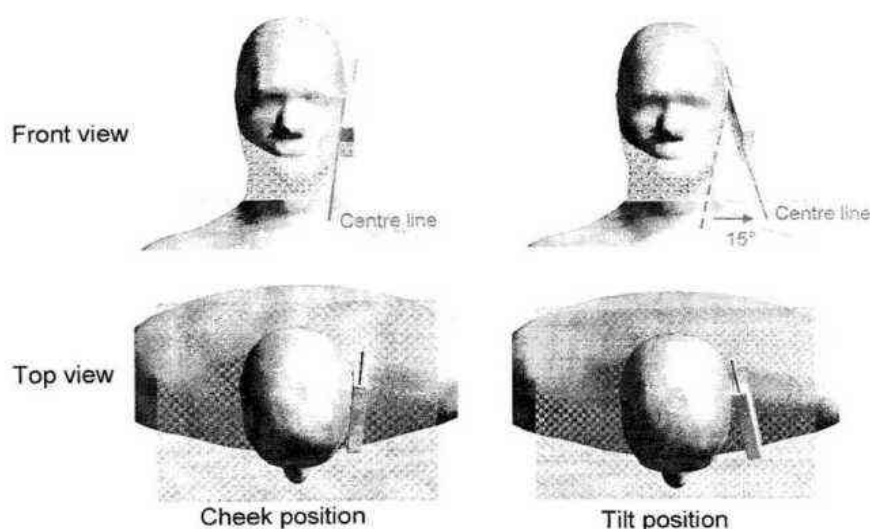 Front view
Centre line
Centre line
15°
Top view
Cheek position
Tilt position